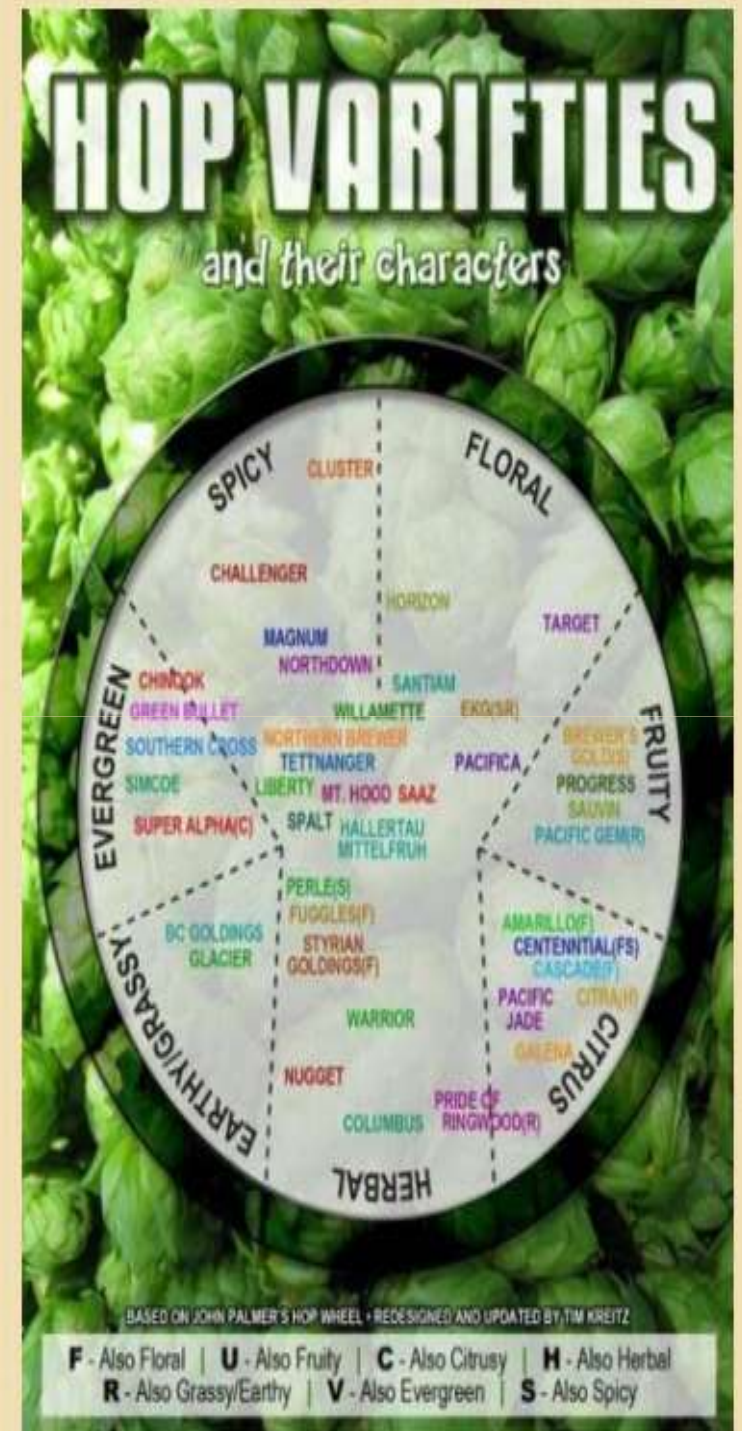 HOP VARIETIES
and their characters
SPICY
FLORAL
CLUSTER
CHALLENGER
HORIZON
TARGET
MAGNUM
NORTHDOWN
CHINOOK
SANTIAM
GREEN BULLET
WILLAMETTE
EKG(SR)
EVERGREEN
FRUITY
SOUTHERN CROSS
NORTHERN BREWER
TETTNANGER
PACIFICA
BREWER'S
GOLD(S)
SIMCOE
LIBERTY
MT. HOOD
SAAZ
PROGRESS
SAUVIN
SUPER ALPHA(C)
SPALT
HALLERTAU
MITTELFRUH
PACIFIC GEM(R)
PERLE(S)
FUGGLES(F)
BC GOLDINGS
GLACIER
STYRIAN
GOLDINGS(F)
AMARILLO(F)
CENTENNTIAL(FS)
CASCADE(F)
PACIFIC
JADE
CITRA(H)
WARRIOR
GALENA
EARTHY/GRASSY
CITRUS
NUGGET
COLUMBUS
PRIDE OF
RINGWOOD(R)
HERBAL
BASED ON JOHN PALMER'S HOP WHEEL • REDESIGNED AND UPDATED BY TIM KREITZ
F - Also Floral | U - Also Fruity | C - Also Citrusy | H - Also Herbal
R - Also Grassy/Earthy | V - Also Evergreen | S - Also Spicy